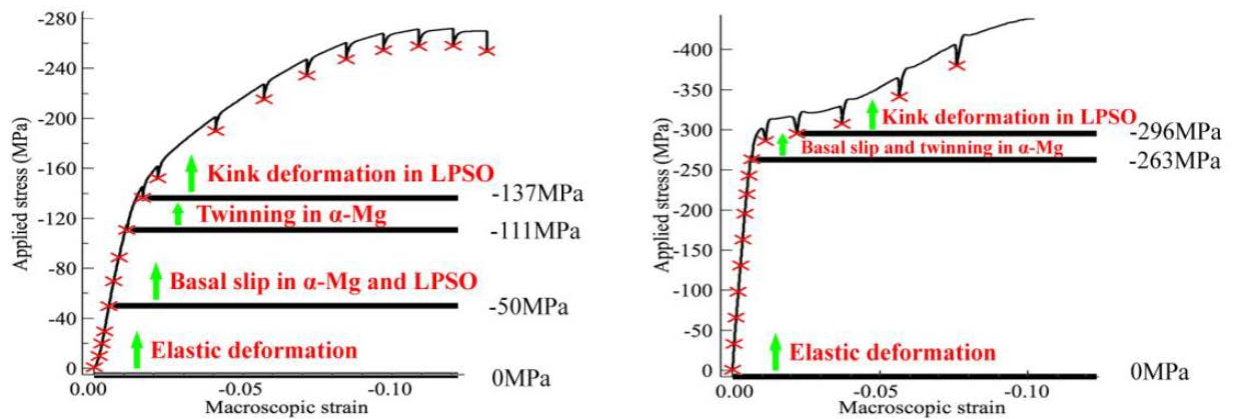 -280
-240
-200
-160
-120
-80
-40
0
Applied stress (MPa)
Kink deformation in LPSO
-137MPa
Twinning in α-Mg
-111MPa
Basal slip in α-Mg and LPSO
-50MPa
Elastic deformation
0MPa
0.00
-0.05
-0.10
Macroscopic strain
-400
-350
-300
-250
-200
-150
-100
-50
0
Applied stress (MPa)
Kink deformation in LPSO
-296MPa
Basal slip and twinning in α-Mg
-263MPa
Elastic deformation
0MPa
0.00
-0.05
-0.10
Macroscopic strain